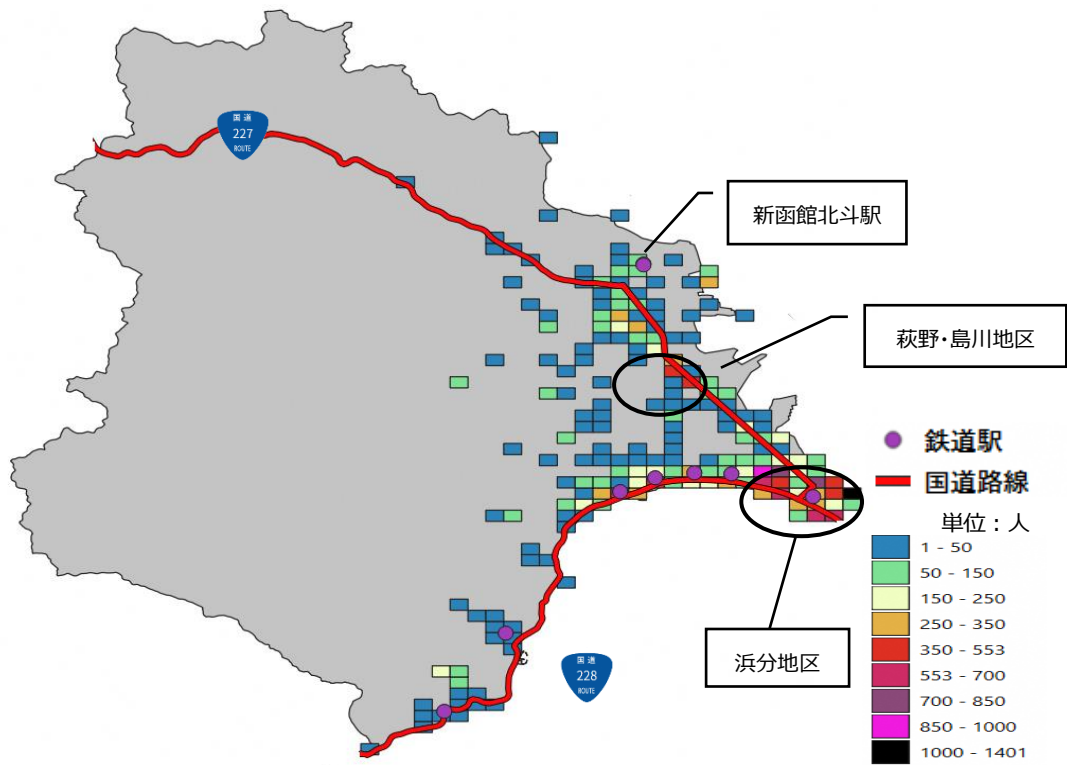 国道
227
ROUTE
新函館北斗駅
萩野・島川地区
鉄道駅
国道路線
単位：人
1 - 50
50 - 150
150 - 250
250 - 350
350 - 553
553 - 700
700 - 850
850 - 1000
1000 - 1401
浜分地区
国道
228
ROUTE